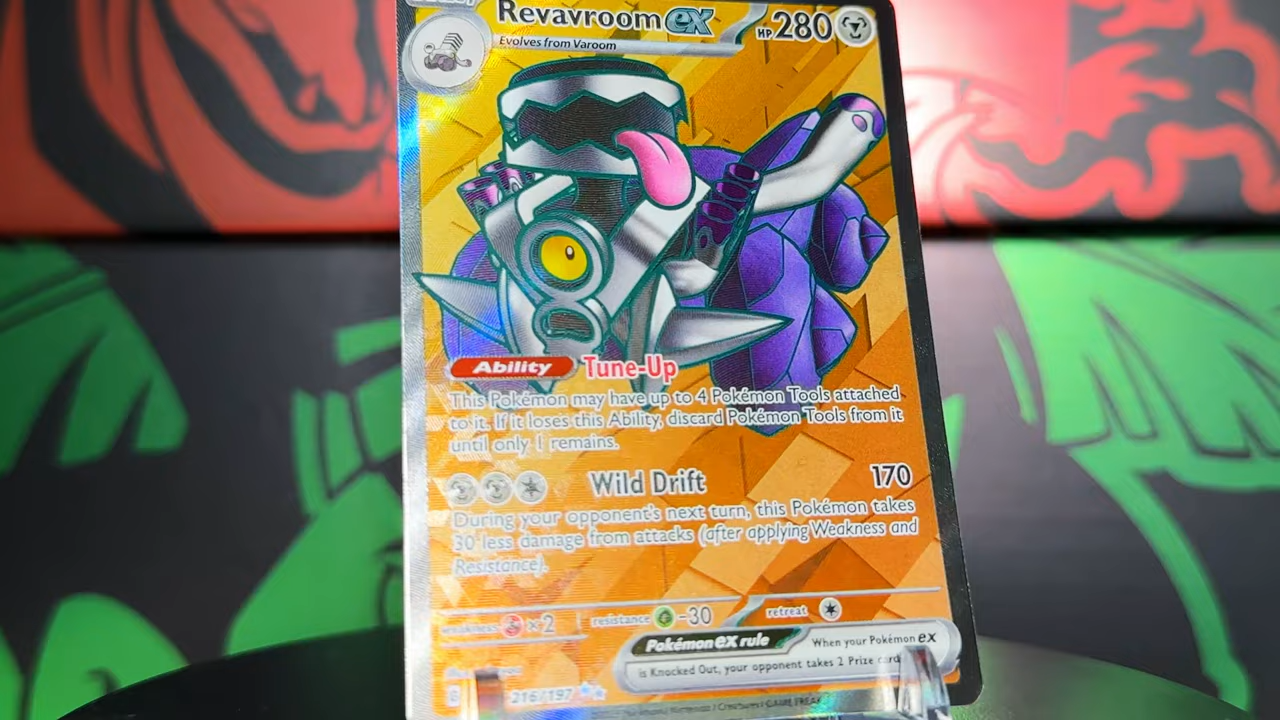 Revavroom ex HP 280
Evolves from Varoom
Ability Tune-Up
This Pokémon may have up to 4 Pokémon Tools attached
to it. If it loses this Ability, discard Pokémon Tools from it
until only 1 remains.
Wild Drift 170
During your opponent's next turn, this Pokémon takes
30 less damage from attacks (after applying Weakness and
Resistance).
weakness ×2 resistance -30 retreat
Pokémon ex rule When your Pokémon ex
is Knocked Out, your opponent takes 2 Prize cards.
216/197
Nintendo / Creatures / GAME FREAK